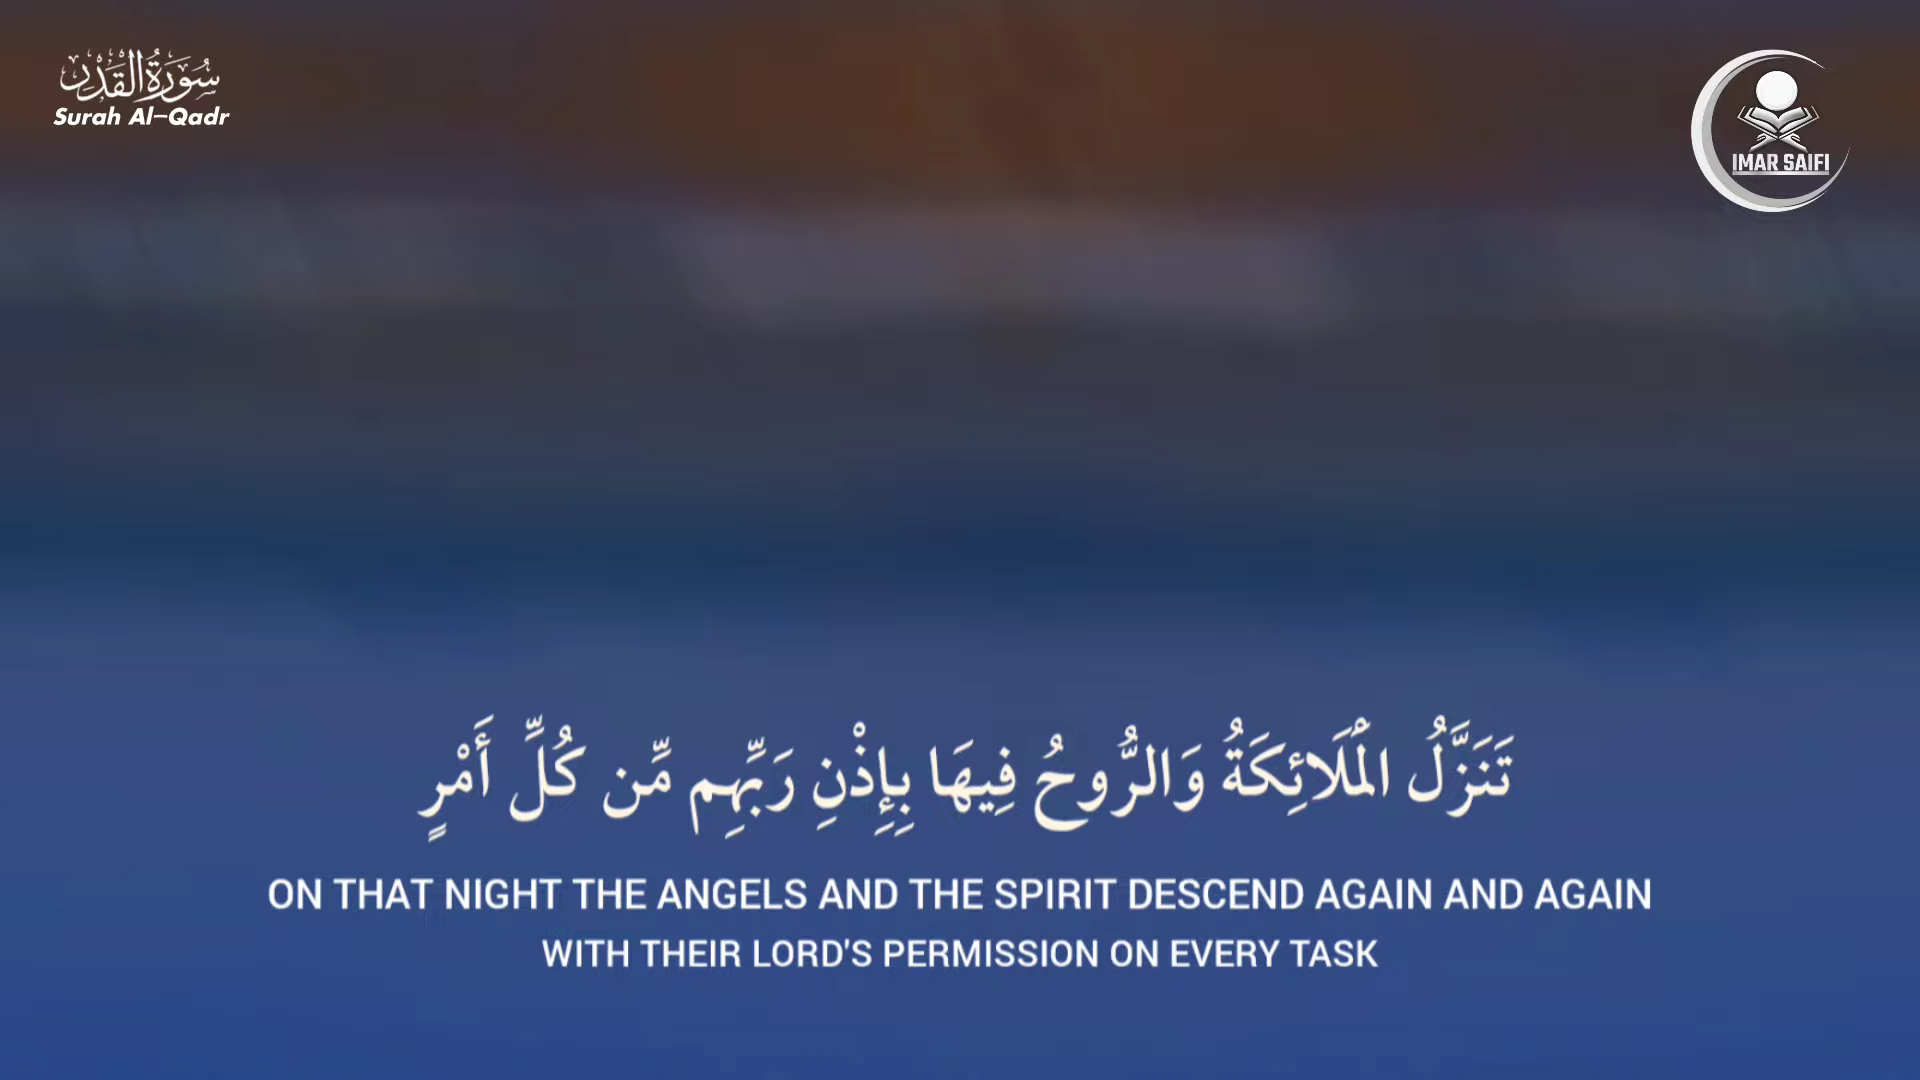 سُورَةُ الْقَدْرِ
Surah Al-Qadr
IMAR SAIFI
تَنَزَّلُ الْمَلَائِكَةُ وَالرُّوحُ فِيهَا بِإِذْنِ رَبِّهِم مِّن كُلِّ أَمْرٍ
ON THAT NIGHT THE ANGELS AND THE SPIRIT DESCEND AGAIN AND AGAIN
WITH THEIR LORD'S PERMISSION ON EVERY TASK